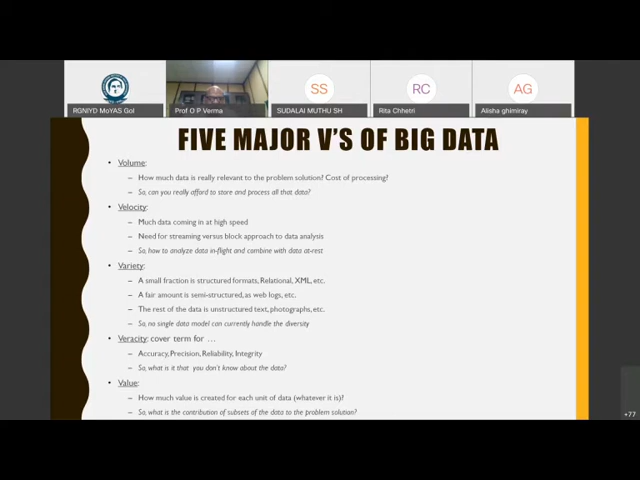 SS
RC
AG
RGNIYD MoYAS GoI
Prof O P Verma
SUDALAI MUTHU SH
Rita Chhetri
Alisha ghimiray
FIVE MAJOR V'S OF BIG DATA
• Volume:
– How much data is really relevant to the problem solution? Cost of processing?
– So, can you really afford to store and process all that data?
• Velocity:
– Much data coming in at high speed
– Need for streaming versus block approach to data analysis
– So, how to analyze data in-flight and combine with data at-rest
• Variety:
– A small fraction is structured formats, Relational, XML, etc.
– A fair amount is semi-structured, as web logs, etc.
– The rest of the data is unstructured text, photographs, etc.
– So, no single data model can currently handle the diversity
• Veracity: cover term for …
– Accuracy, Precision, Reliability, Integrity
– So, what is it that you don't know about the data?
• Value:
– How much value is created for each unit of data (whatever it is)?
– So, what is the contribution of subsets of the data to the problem solution?
+77